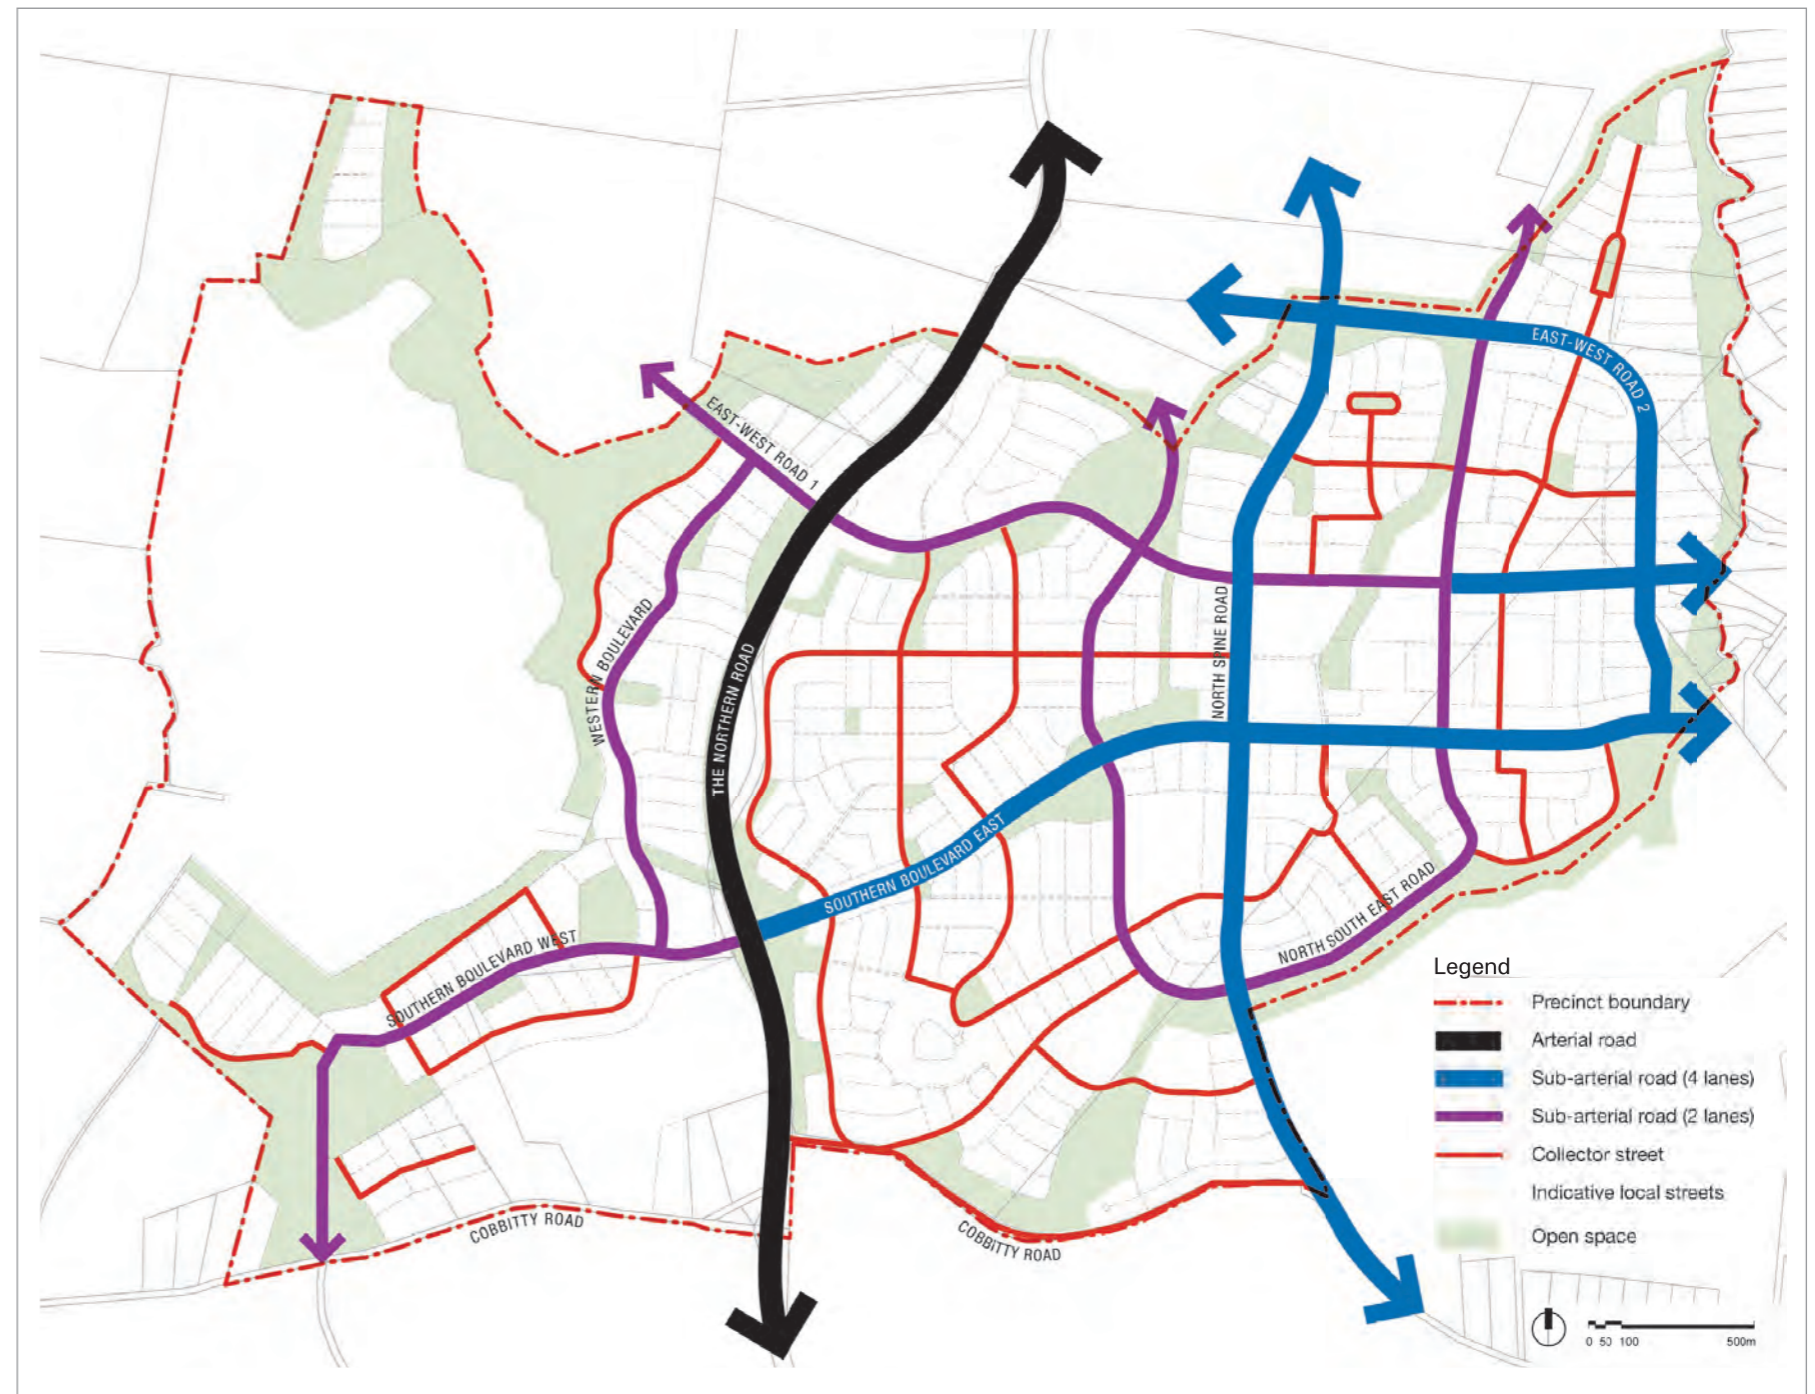 EAST-WEST ROAD 2
EAST-WEST ROAD 1
WESTERN BOULEVARD
THE NORTHERN ROAD
NORTH SPINE ROAD
SOUTHERN BOULEVARD EAST
NORTH SOUTH EAST ROAD
SOUTHERN BOULEVARD WEST
COBBITTY ROAD
COBBITTY ROAD
Legend
Precinct boundary
Arterial road
Sub-arterial road (4 lanes)
Sub-arterial road (2 lanes)
Collector street
Indicative local streets
Open space
0 50 100 500m